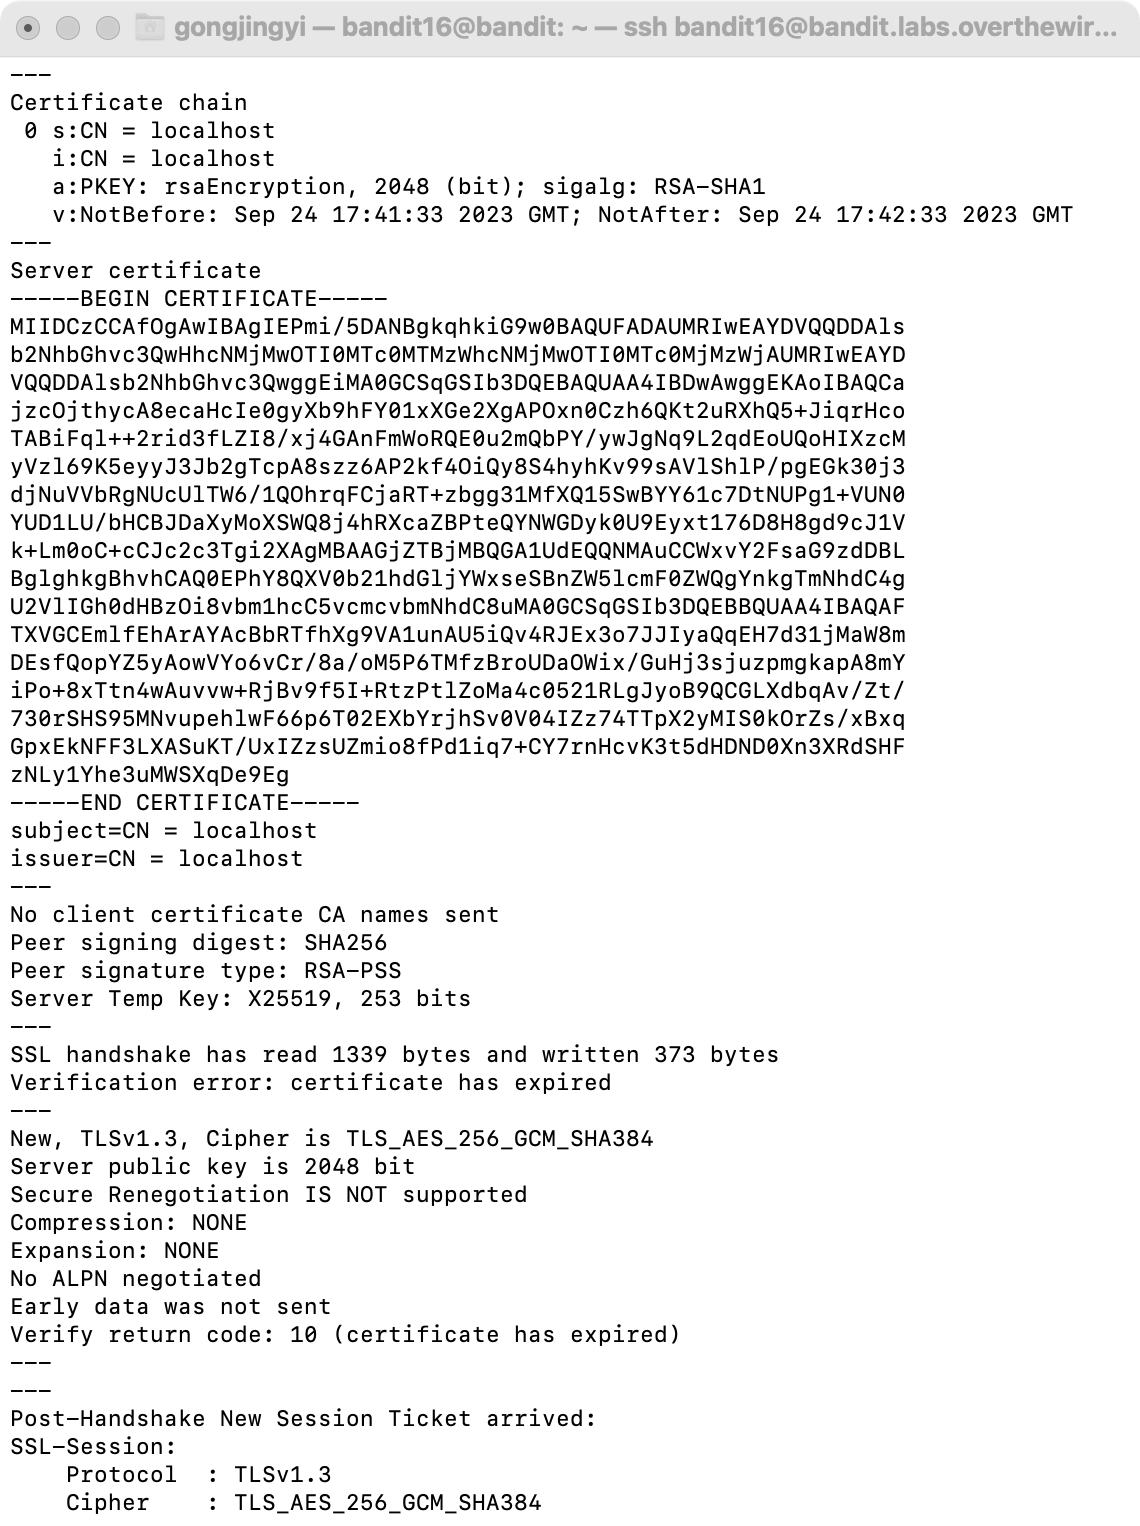 gongjingyi — bandit16@bandit: ~ — ssh bandit16@bandit.labs.overthewir...
---
Certificate chain
 0 s:CN = localhost
   i:CN = localhost
   a:PKEY: rsaEncryption, 2048 (bit); sigalg: RSA-SHA1
   v:NotBefore: Sep 24 17:41:33 2023 GMT; NotAfter: Sep 24 17:42:33 2023 GMT
---
Server certificate
-----BEGIN CERTIFICATE-----
MIIDCzCCAfOgAwIBAgIEPmi/5DANBgkqhkiG9w0BAQUFADAUMRIwEAYDVQQDDAls
b2NhbGhvc3QwHhcNMjMwOTI0MTc0MTMzWhcNMjMwOTI0MTc0MjMzWjAUMRIwEAYD
VQQDDAlsb2NhbGhvc3QwggEiMA0GCSqGSIb3DQEBAQUAA4IBDwAwggEKAoIBAQCa
jzcOjthycA8ecaHcIe0gyXb9hFY01xXGe2XgAPOxn0Czh6QKt2uRXhQ5+JiqrHco
TABiFql++2rid3fLZI8/xj4GAnFmWoRQE0u2mQbPY/ywJgNq9L2qdEoUQoHIXzcM
yVzl69K5eyyJ3Jb2gTcpA8szz6AP2kf4OiQy8S4hyhKv99sAVlShlP/pgEGk30j3
djNuVVbRgNUcUlTW6/1QOhrqFCjaRT+zbgg31MfXQ15SwBYY61c7DtNUPg1+VUN0
YUD1LU/bHCBJDaXyMoXSWQ8j4hRXcaZBPteQYNWGDyk0U9Eyxt176D8H8gd9cJ1V
k+Lm0oC+cCJc2c3Tgi2XAgMBAAGjZTBjMBQGA1UdEQQNMAuCCWxvY2FsaG9zdDBL
BglghkgBhvhCAQ0EPhY8QXV0b21hdGljYWxseSBnZW5lcmF0ZWQgYnkgTmNhdC4g
U2VlIGh0dHBzOi8vbm1hcC5vcmcvbmNhdC8uMA0GCSqGSIb3DQEBBQUAA4IBAQAF
TXVGCEmlfEhArAYAcBbRTfhXg9VA1unAU5iQv4RJEx3o7JJIyaQqEH7d31jMaW8m
DEsfQopYZ5yAowVYo6vCr/8a/oM5P6TMfzBroUDaOWix/GuHj3sjuzpmgkapA8mY
iPo+8xTtn4wAuvvw+RjBv9f5I+RtzPtlZoMa4c0521RLgJyoB9QCGLXdbqAv/Zt/
730rSHS95MNvupehlwF66p6T02EXbYrjhSv0V04IZz74TTpX2yMIS0kOrZs/xBxq
GpxEkNFF3LXASuKT/UxIZzsUZmio8fPd1iq7+CY7rnHcvK3t5dHDND0Xn3XRdSHF
zNLy1Yhe3uMWSXqDe9Eg
-----END CERTIFICATE-----
subject=CN = localhost
issuer=CN = localhost
---
No client certificate CA names sent
Peer signing digest: SHA256
Peer signature type: RSA-PSS
Server Temp Key: X25519, 253 bits
---
SSL handshake has read 1339 bytes and written 373 bytes
Verification error: certificate has expired
---
New, TLSv1.3, Cipher is TLS_AES_256_GCM_SHA384
Server public key is 2048 bit
Secure Renegotiation IS NOT supported
Compression: NONE
Expansion: NONE
No ALPN negotiated
Early data was not sent
Verify return code: 10 (certificate has expired)
---
---
Post-Handshake New Session Ticket arrived:
SSL-Session:
    Protocol  : TLSv1.3
    Cipher    : TLS_AES_256_GCM_SHA384